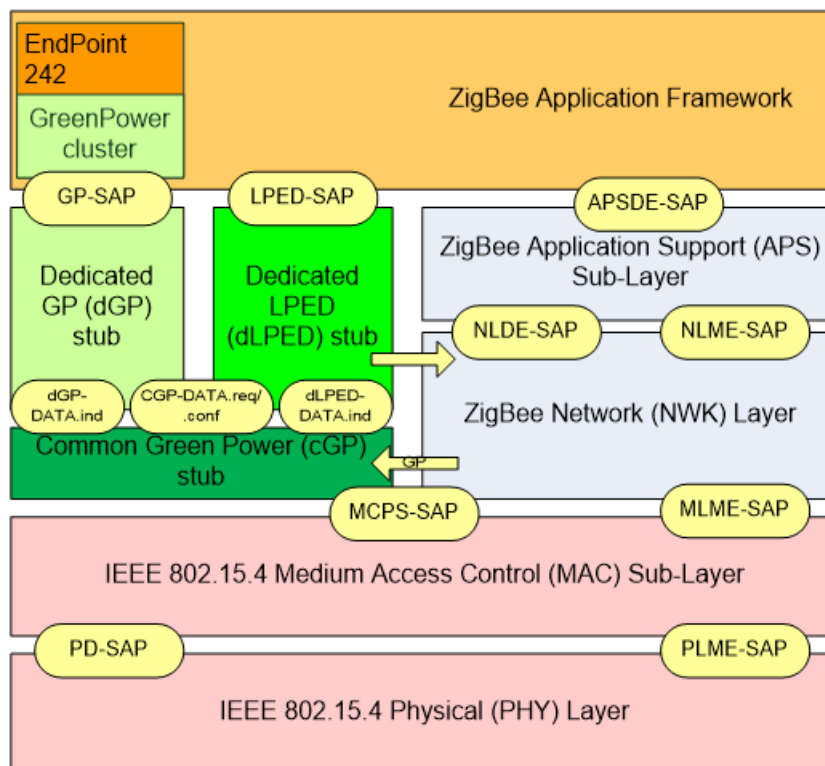 EndPoint
242
GreenPower
cluster
ZigBee Application Framework
GP-SAP
LPED-SAP
APSDE-SAP
Dedicated
GP (dGP)
stub
Dedicated
LPED
(dLPED) stub
ZigBee Application Support (APS)
Sub-Layer
NLDE-SAP
NLME-SAP
dGP-
DATA.ind
CGP-DATA.req/
.conf
dLPED-
DATA.ind
ZigBee Network (NWK) Layer
Common Green Power (cGP)
stub
GP
MCPS-SAP
MLME-SAP
IEEE 802.15.4 Medium Access Control (MAC) Sub-Layer
PD-SAP
PLME-SAP
IEEE 802.15.4 Physical (PHY) Layer